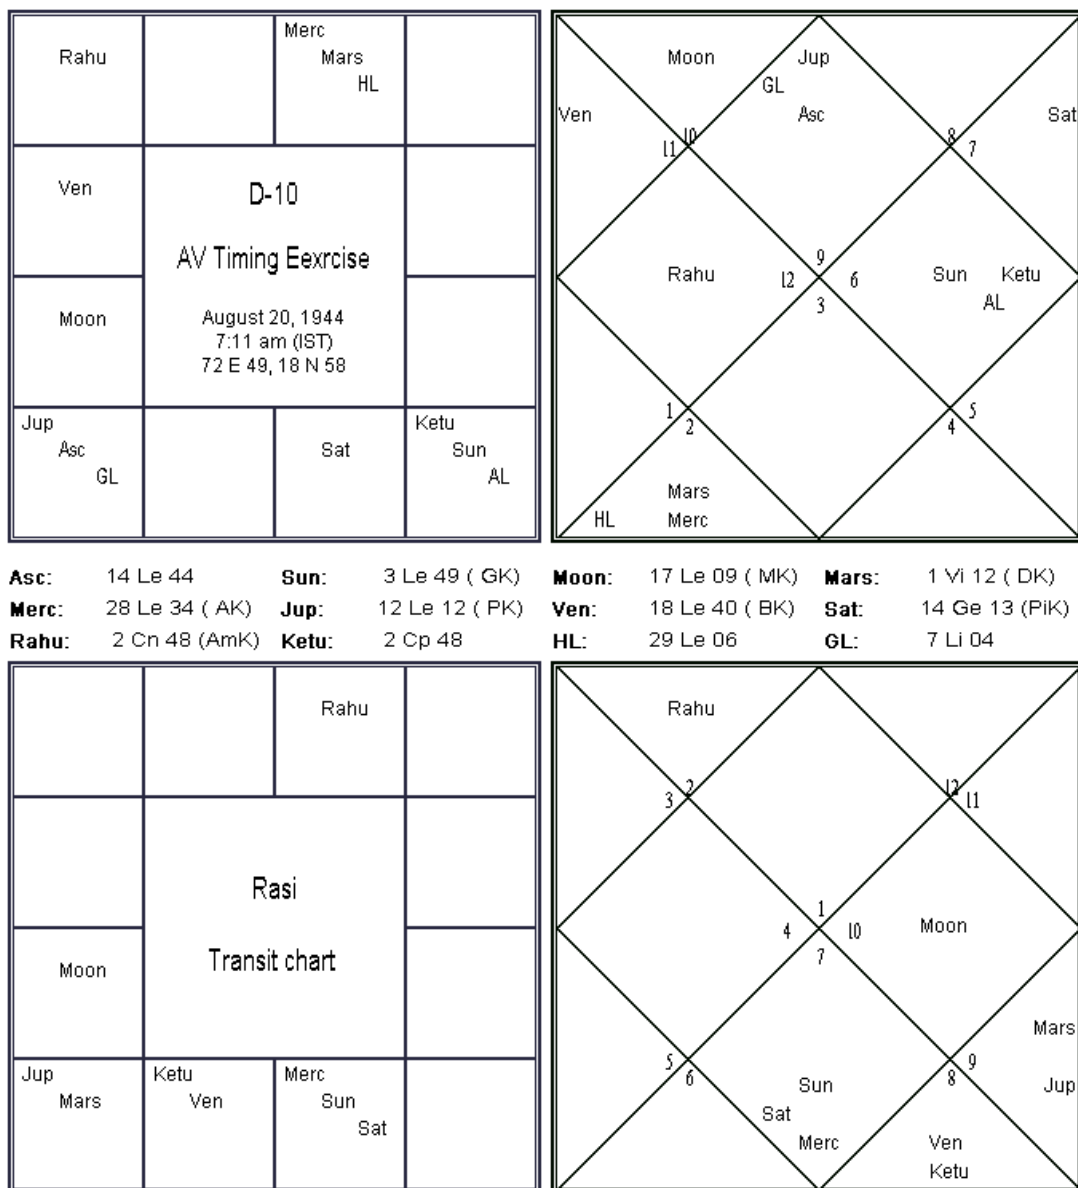 Rahu
Merc
Mars
HL
Ven
D-10
AV Timing Eexrcise
August 20, 1944
7:11 am (IST)
72 E 49, 18 N 58
Moon
Jup
Asc
GL
Sat
Ketu
Sun
AL
Moon
Jup
GL
Ven
Asc
Sat
10
8
11
7
9
Rahu
12
6
Sun
Ketu
AL
3
1
5
2
4
Mars
HL
Merc
Asc: 14 Le 44 Sun: 3 Le 49 ( GK) Moon: 17 Le 09 ( MK) Mars: 1 Vi 12 ( DK)
Merc: 28 Le 34 ( AK) Jup: 12 Le 12 ( PK) Ven: 18 Le 40 ( BK) Sat: 14 Ge 13 (PiK)
Rahu: 2 Cn 48 (AmK) Ketu: 2 Cp 48 HL: 29 Le 06 GL: 7 Li 04
Rahu
Rasi
Transit chart
Moon
Jup
Mars
Ketu
Ven
Merc
Sun
Sat
Rahu
2
12
3
11
1
4
10
Moon
7
Mars
5
9
6
8
Sun
Jup
Sat
Merc
Ven
Ketu